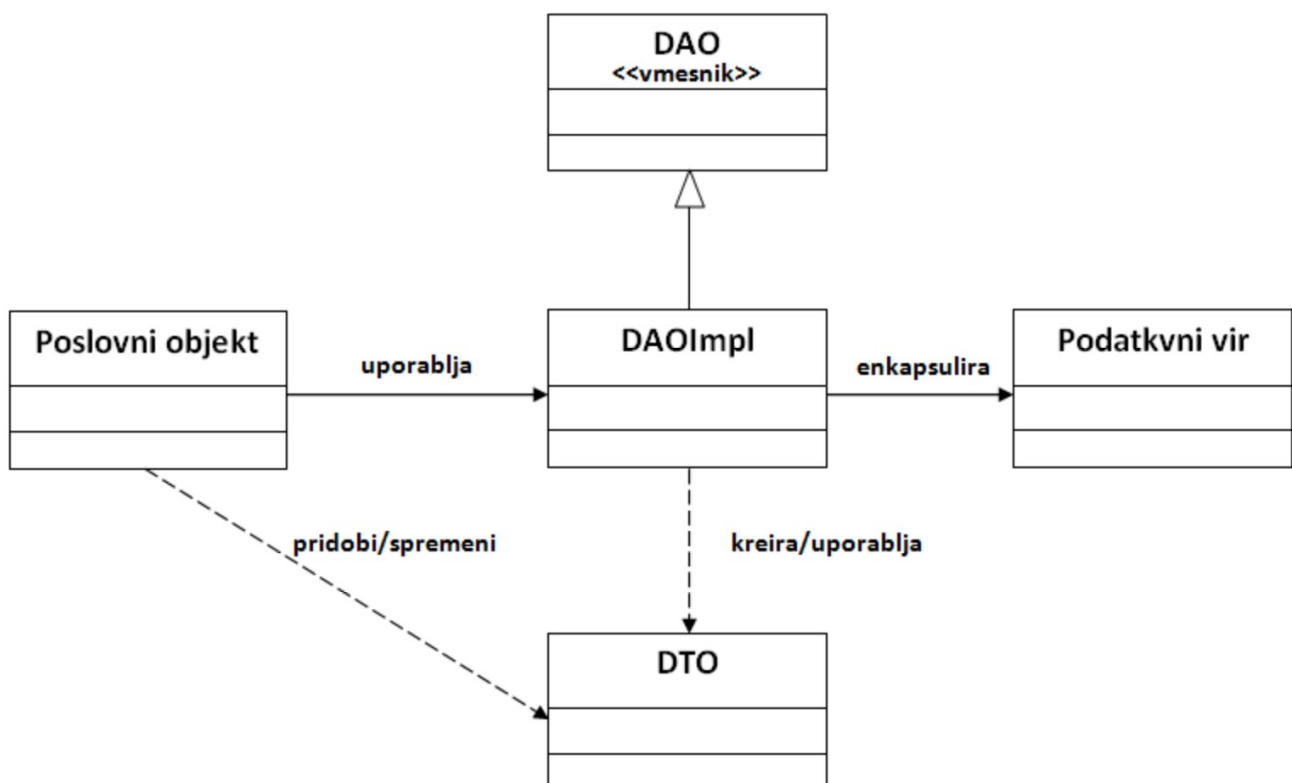 DAO
<<vmesnik>>
Poslovni objekt
uporablja
DAOImpl
enkapsulira
Podatkvni vir
pridobi/spremeni
kreira/uporablja
DTO